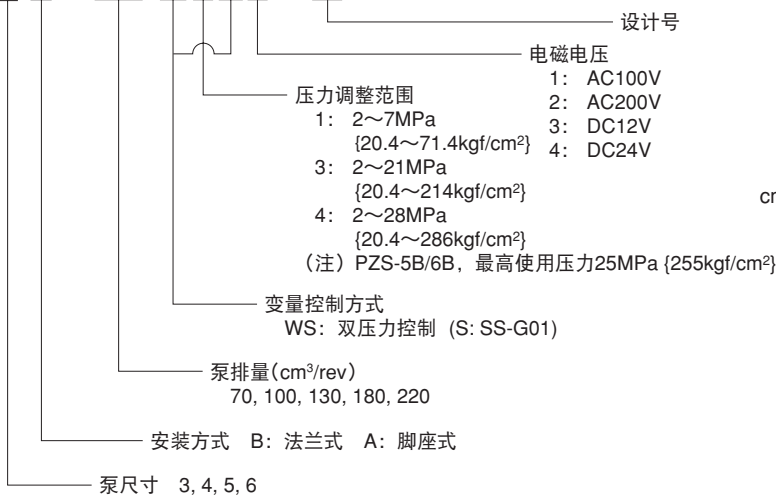 设计号
电磁电压
1： AC100V
2： AC200V
3： DC12V
4： DC24V
压力调整范围
1： 2～7MPa
{20.4～71.4kgf/cm²}
3： 2～21MPa
{20.4～214kgf/cm²}
4： 2～28MPa
{20.4～286kgf/cm²}
（注）PZS-5B/6B，最高使用压力25MPa {255kgf/cm²}
变量控制方式
WS：双压力控制 (S: SS-G01)
泵排量(cm³/rev)
70, 100, 130, 180, 220
安装方式 B：法兰式 A：脚座式
泵尺寸 3, 4, 5, 6